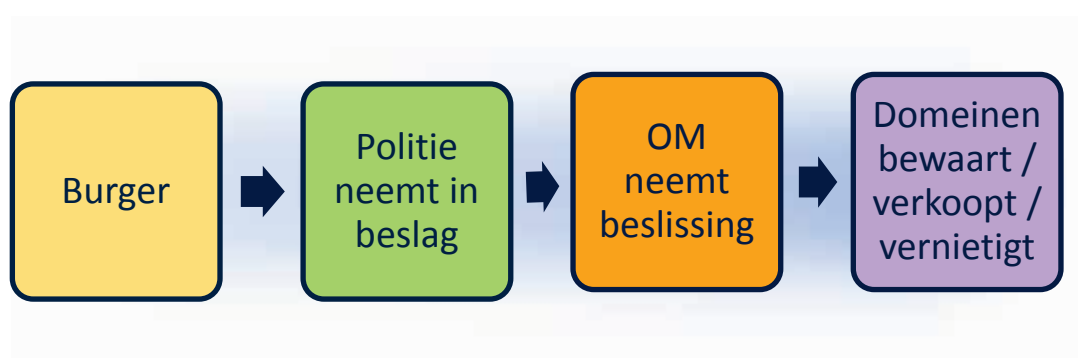 Burger
Politie
neemt in
beslag
OM
neemt
beslissing
Domeinen
bewaart /
verkoopt /
vernietigt